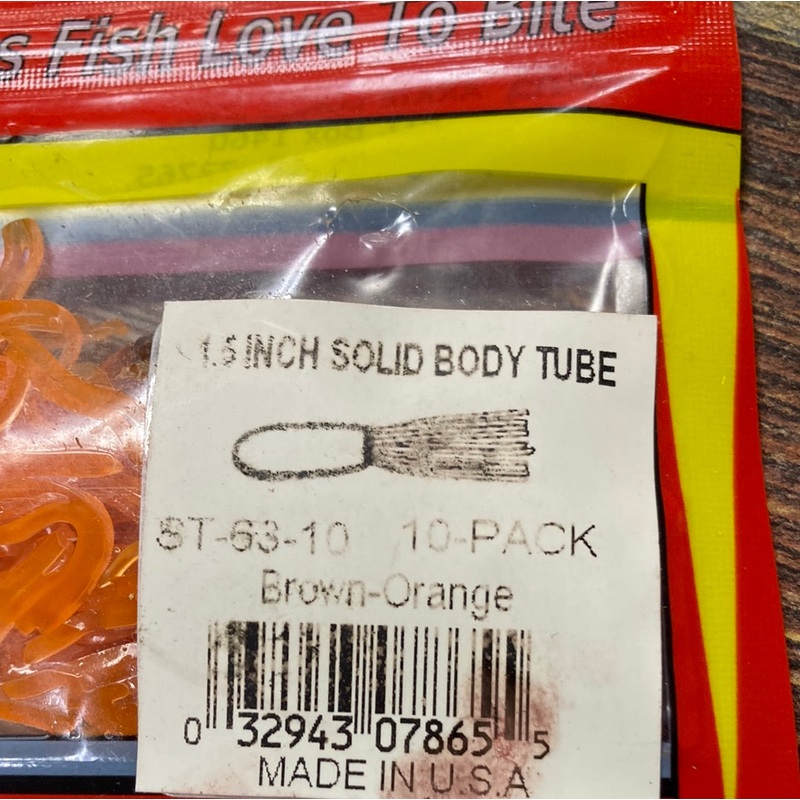 s Fish Love To Bite
1.5 INCH SOLID BODY TUBE
ST-63-10 10-PACK
Brown-Orange
0 32943 07865 5
MADE IN U.S.A